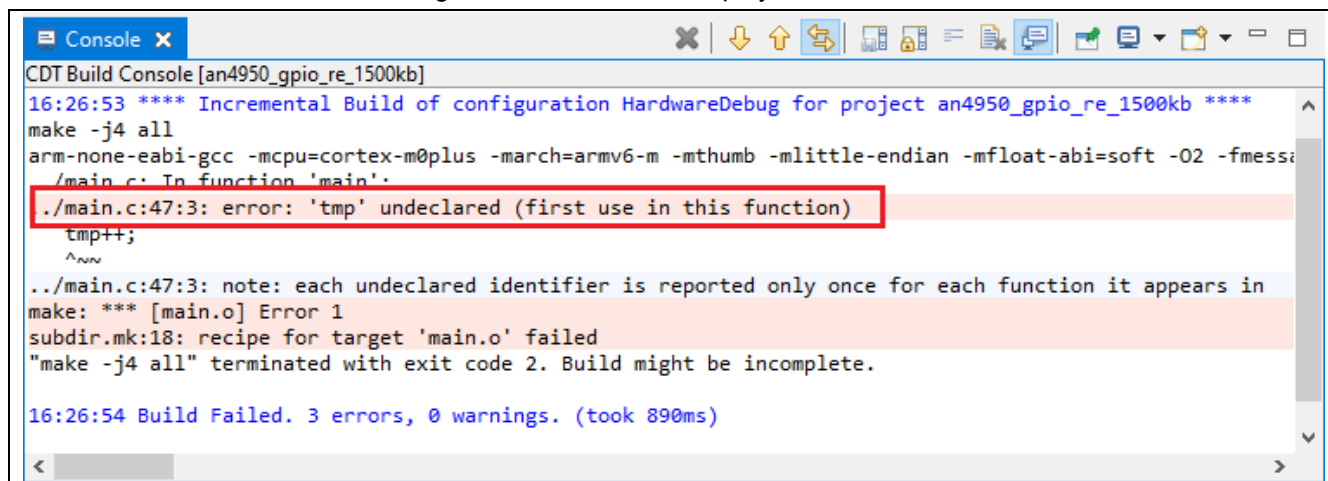 Console
CDT Build Console [an4950_gpio_re_1500kb]
16:26:53 **** Incremental Build of configuration HardwareDebug for project an4950_gpio_re_1500kb ****
make -j4 all
arm-none-eabi-gcc -mcpu=cortex-m0plus -march=armv6-m -mthumb -mlittle-endian -mfloat-abi=soft -O2 -fmessa
../main.c: In function 'main':
../main.c:47:3: error: 'tmp' undeclared (first use in this function)
tmp++;
^~~
../main.c:47:3: note: each undeclared identifier is reported only once for each function it appears in
make: *** [main.o] Error 1
subdir.mk:18: recipe for target 'main.o' failed
"make -j4 all" terminated with exit code 2. Build might be incomplete.
16:26:54 Build Failed. 3 errors, 0 warnings. (took 890ms)